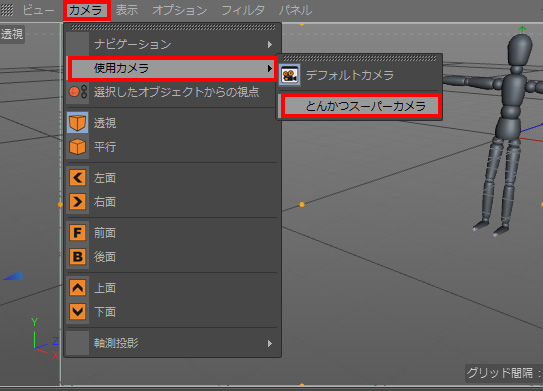 ビュー カメラ 表示 オプション フィルタ パネル
透視
ナビゲーション
使用カメラ
デフォルトカメラ
とんかつスーパーカメラ
選択したオブジェクトからの視点
透視
平行
左面
右面
F 前面
B 後面
上面
下面
軸測投影
Y
Z
X
グリッド間隔 :